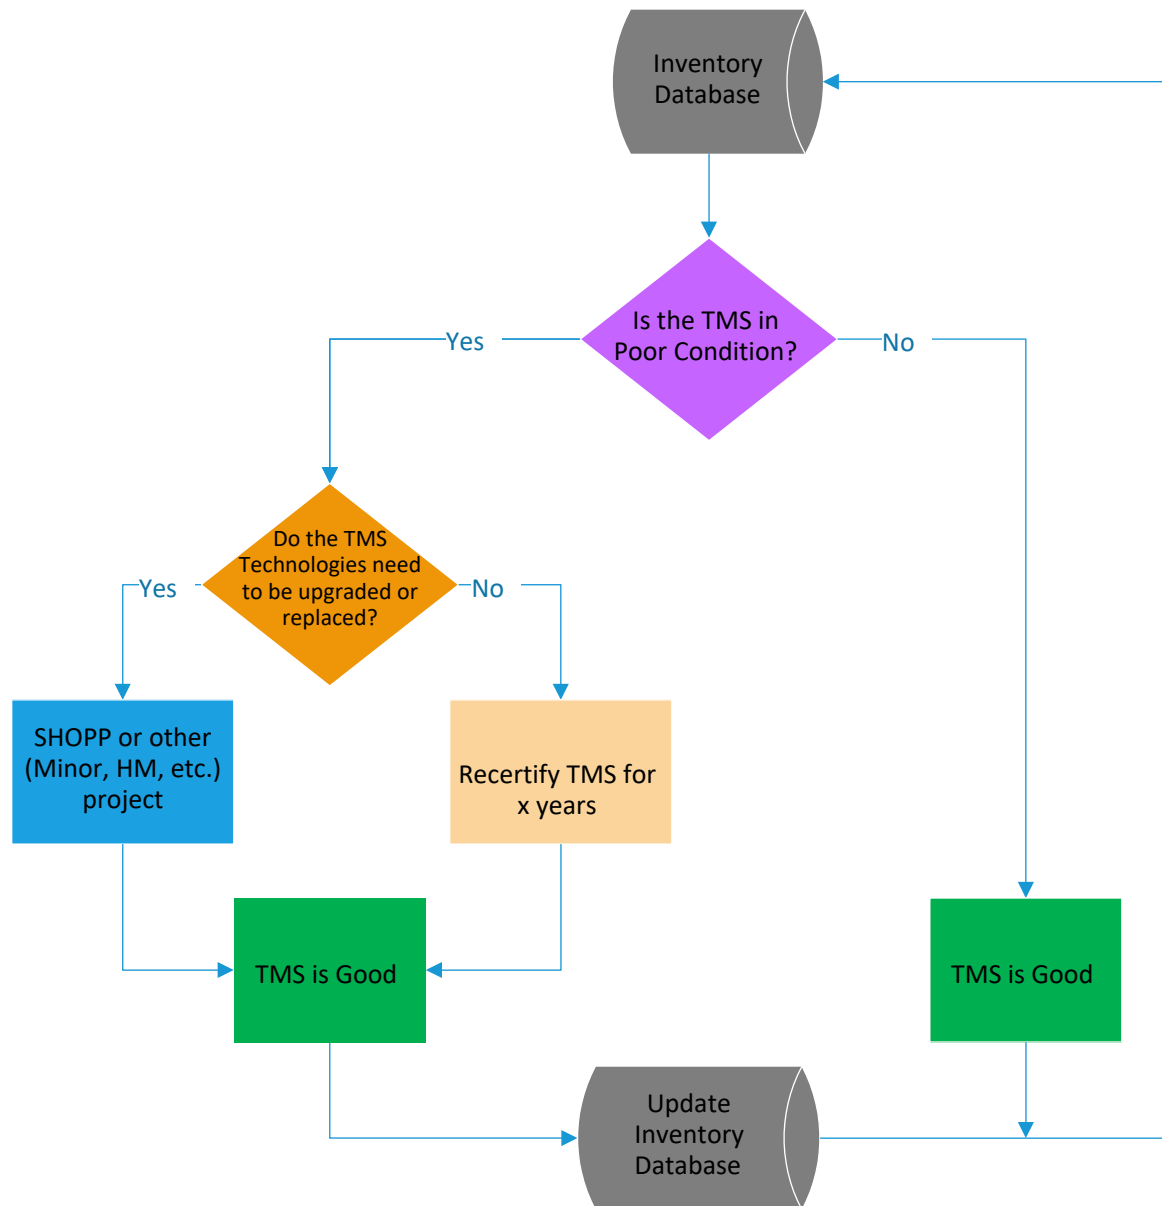 Inventory
Database
Is the TMS in
Poor Condition?
Yes
No
Do the TMS
Technologies need
to be upgraded or
replaced?
Yes
No
SHOPP or other
(Minor, HM, etc.)
project
Recertify TMS for
x years
TMS is Good
TMS is Good
Update
Inventory
Database